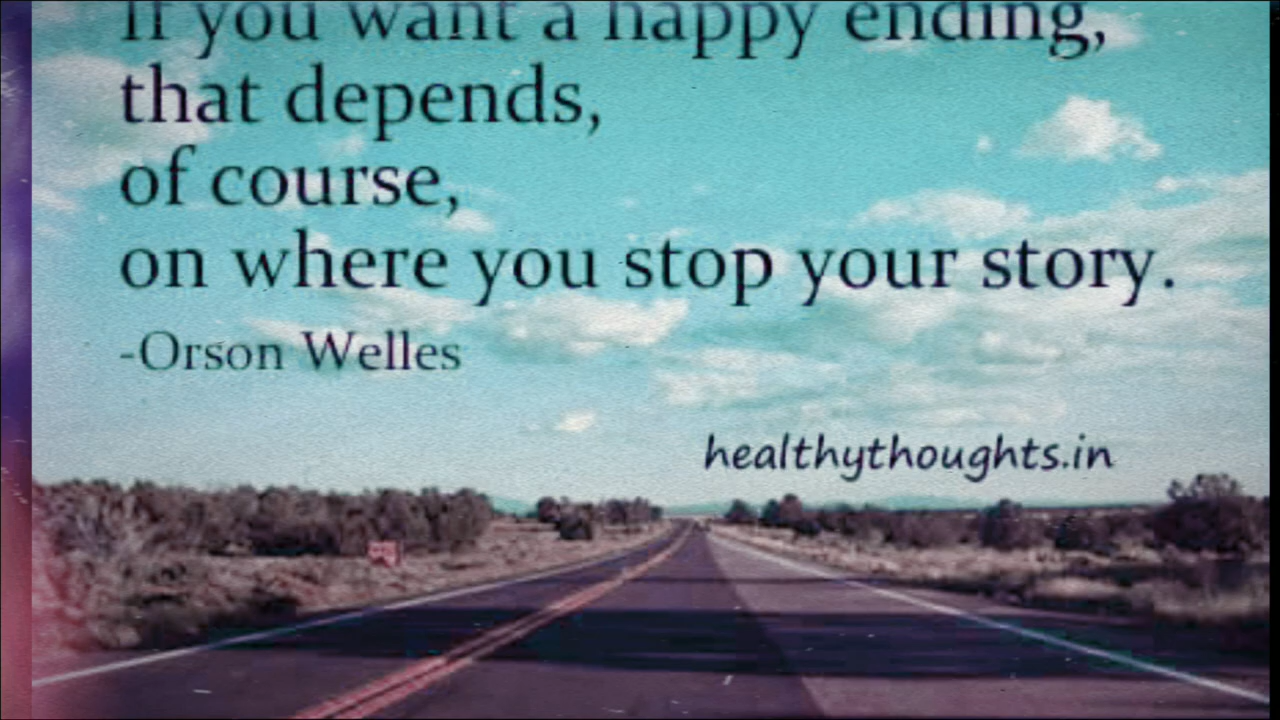 If you want a happy ending,
that depends,
of course,
on where you stop your story.
-Orson Welles
healthythoughts.in